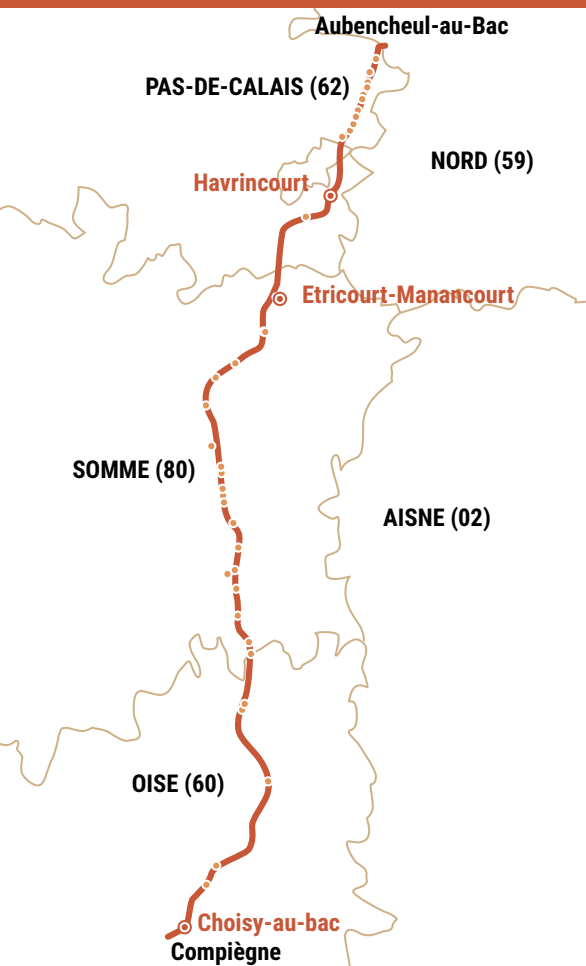 Aubencheul-au-Bac
PAS-DE-CALAIS (62)
NORD (59)
Havrincourt
Etricourt-Manancourt
SOMME (80)
AISNE (02)
OISE (60)
Choisy-au-bac
Compiègne